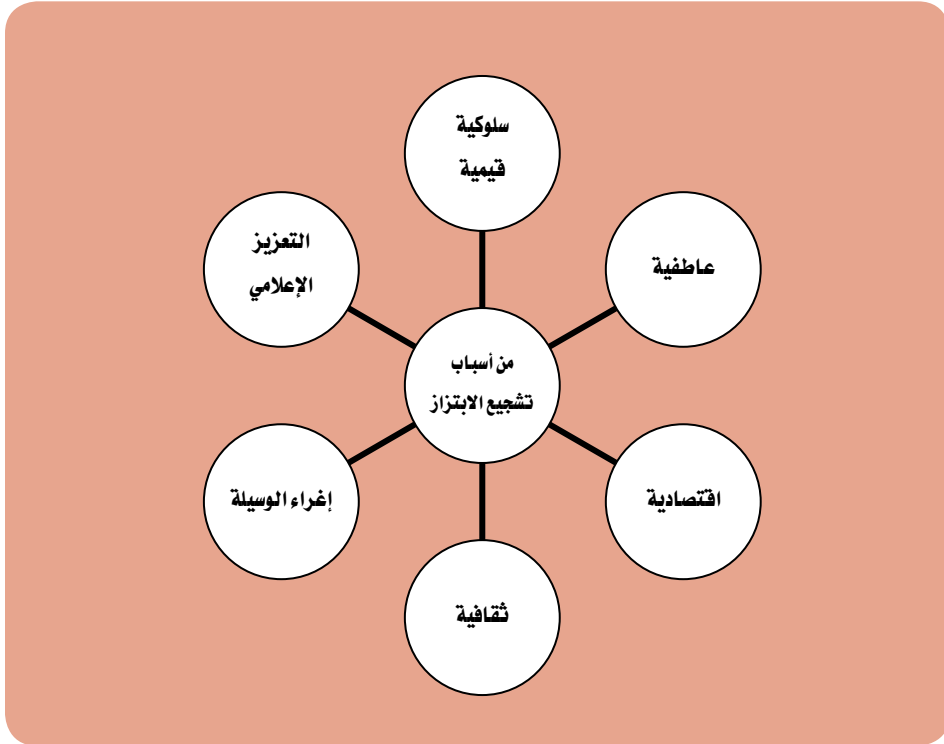 سلوكية
قيمية
التعزيز
الإعلامي
عاطفية
من أسباب
تشجيع الابتزاز
إغراء الوسيلة
اقتصادية
ثقافية